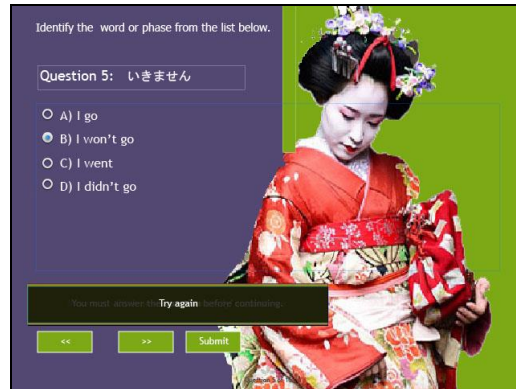 Identify the word or phase from the list below.
Question 5: いきません
A) I go
B) I won't go
C) I went
D) I didn't go
You must answer the Try again before continuing.
<<
>>
Submit